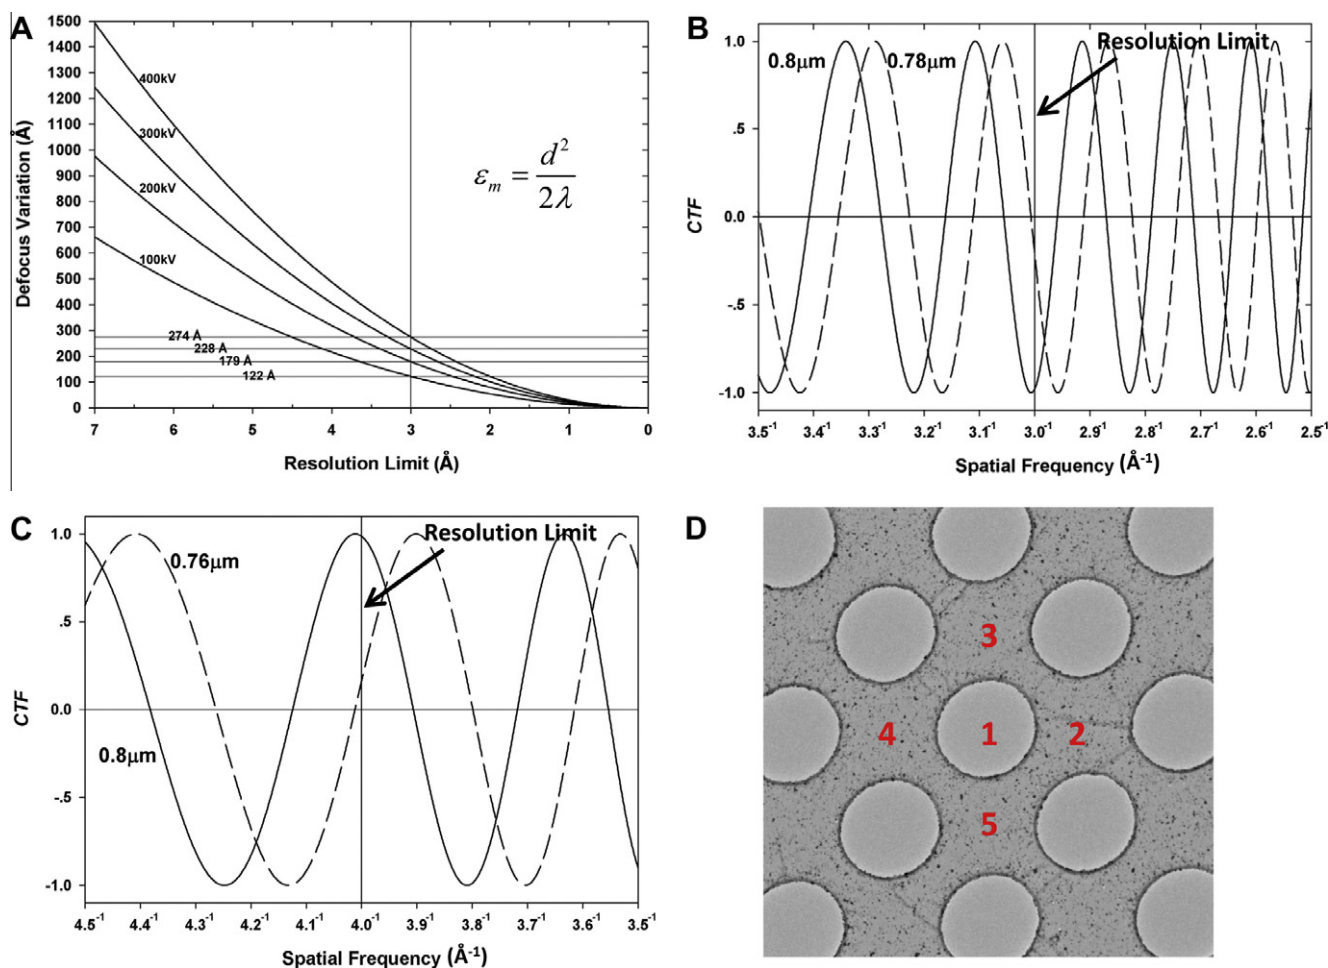 A
1500
1400
1300
1200
1100
1000
900
800
700
600
500
400
300
200
100
0
Defocus Variation (Å)
400kV
300kV
200kV
100kV
274 Å
228 Å
179 Å
122 Å
εₘ = d² / 2λ
7 6 5 4 3 2 1 0
Resolution Limit (Å)
B
1.0
.5
0.0
-.5
-1.0
CTF
0.8μm
0.78μm
Resolution Limit
3.5⁻¹ 3.4⁻¹ 3.3⁻¹ 3.2⁻¹ 3.1⁻¹ 3.0⁻¹ 2.9⁻¹ 2.8⁻¹ 2.7⁻¹ 2.6⁻¹ 2.5⁻¹
Spatial Frequency (Å⁻¹)
C
1.0
.5
0.0
-.5
-1.0
CTF
0.76μm
0.8μm
Resolution Limit
4.5⁻¹ 4.4⁻¹ 4.3⁻¹ 4.2⁻¹ 4.1⁻¹ 4.0⁻¹ 3.9⁻¹ 3.8⁻¹ 3.7⁻¹ 3.6⁻¹ 3.5⁻¹
Spatial Frequency (Å⁻¹)
D
3
4 1 2
5